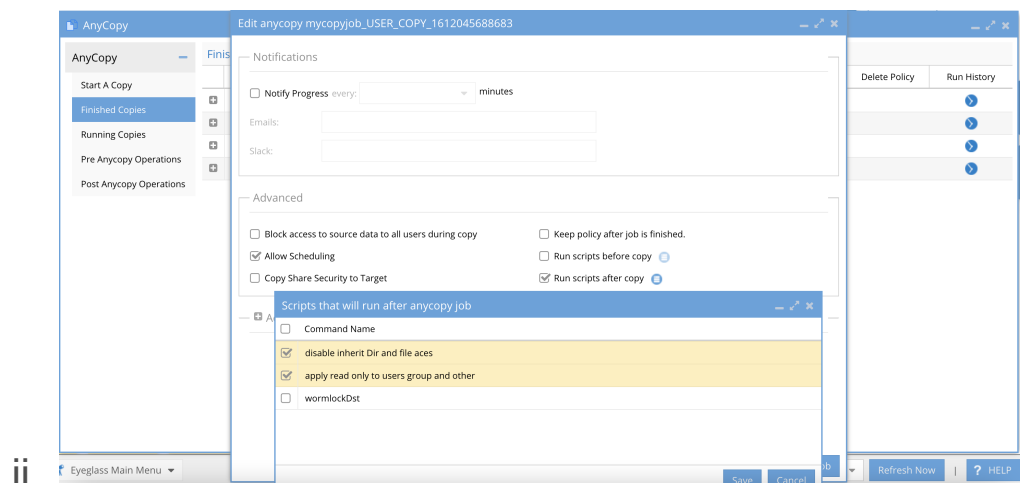 AnyCopy
Edit anycopy mycopyjob_USER_COPY_1612045688683
AnyCopy
Finis
Notifications
Delete Policy
Run History
Start A Copy
Finished Copies
Running Copies
Pre Anycopy Operations
Post Anycopy Operations
Notify Progress every:
minutes
Emails:
Slack:
Advanced
Block access to source data to all users during copy
Keep policy after job is finished.
Allow Scheduling
Run scripts before copy
Copy Share Security to Target
Run scripts after copy
Scripts that will run after anycopy job
Command Name
disable inherit Dir and file aces
apply read only to users group and other
wormlockDst
ii
Eyeglass Main Menu
Save
Cancel
Refresh Now
|
? HELP